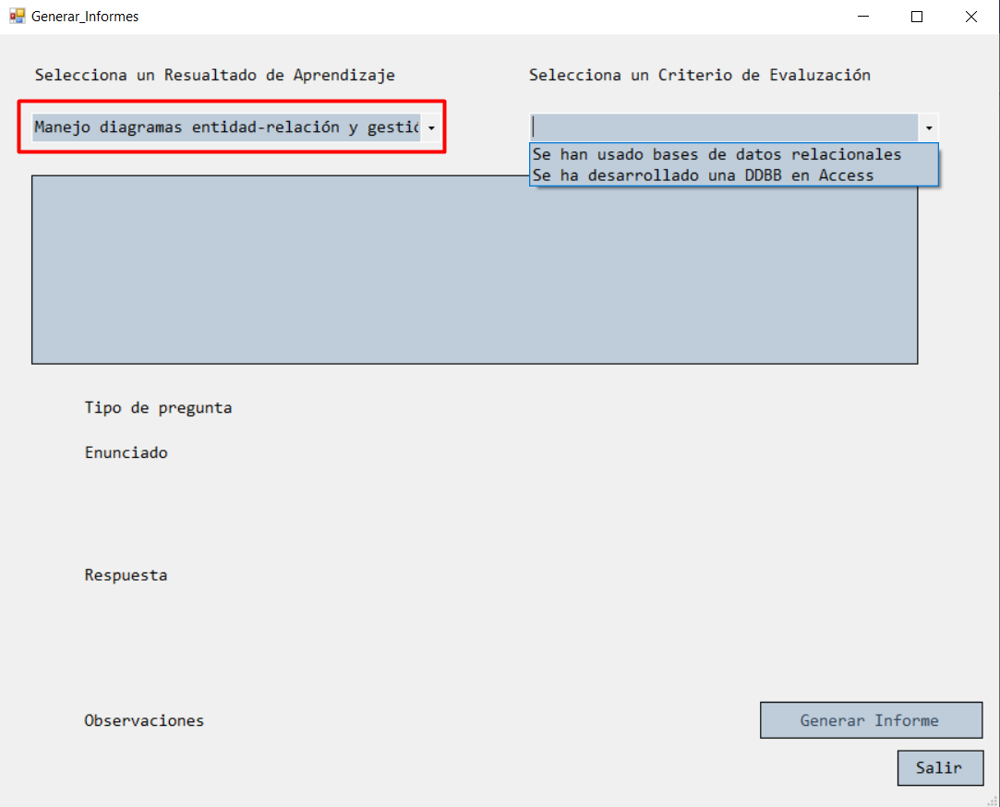 Generar_Informes
Selecciona un Resualtado de Aprendizaje
Selecciona un Criterio de Evaluzación
Manejo diagramas entidad-relación y gestió
Se han usado bases de datos relacionales
Se ha desarrollado una DDBB en Access
Tipo de pregunta
Enunciado
Respuesta
Observaciones
Generar Informe
Salir